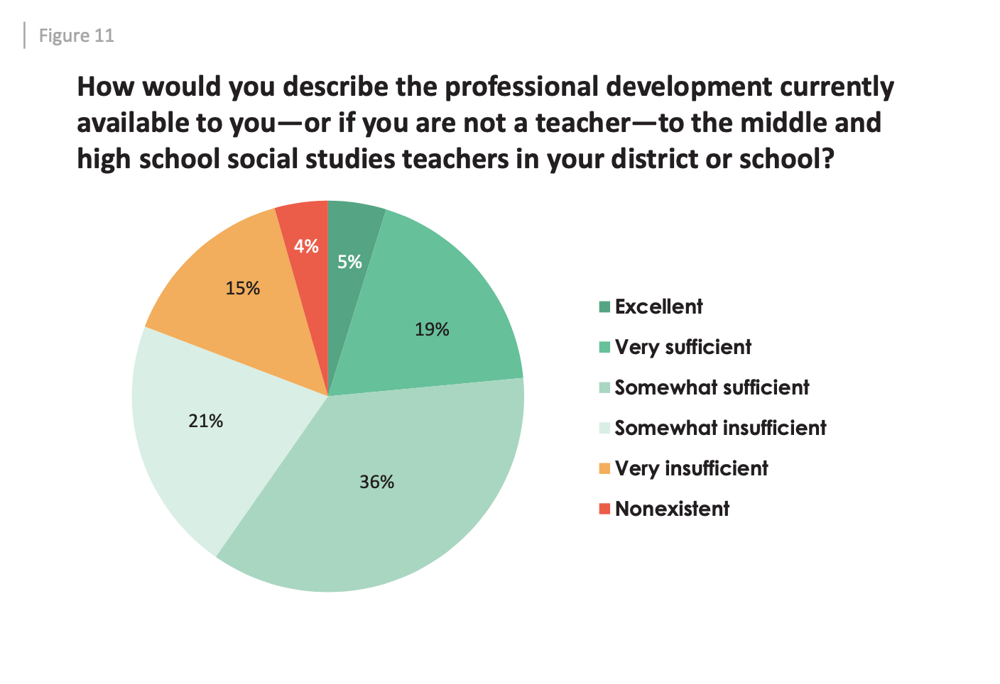 Figure 11
How would you describe the professional development currently
available to you—or if you are not a teacher—to the middle and
high school social studies teachers in your district or school?
4%
5%
15%
19%
21%
36%
Excellent
Very sufficient
Somewhat sufficient
Somewhat insufficient
Very insufficient
Nonexistent